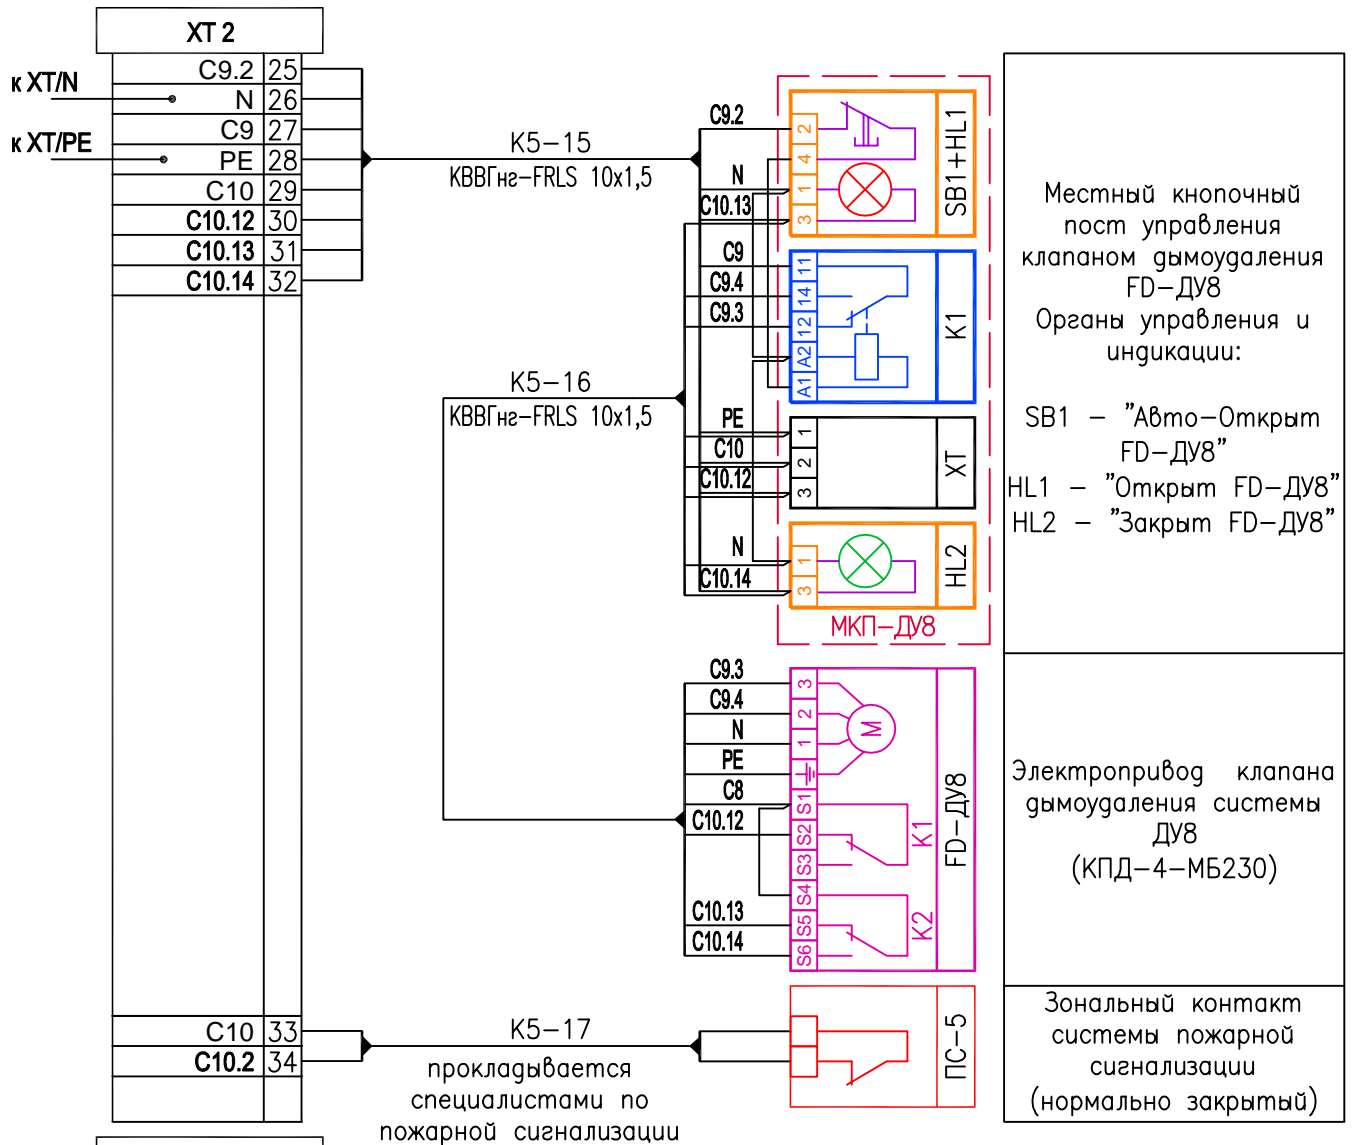 XT 2
к XT/N
к XT/PE
C9.2 25
N 26
C9 27
PE 28
C10 29
C10.12 30
C10.13 31
C10.14 32
C10 33
C10.2 34
K5-15
КВВГнг-FRLS 10x1,5
K5-16
КВВГнг-FRLS 10x1,5
K5-17
прокладывается
специалистами по
пожарной сигнализации
C9.2
N
C10.13
C9
C9.4
C9.3
PE
C10
C10.12
N
C10.14
2
4
1
3
SB1+HL1
11
14
12
A2
A1
K1
1
2
3
XT
1
3
HL2
МКП-ДУ8
C9.3
C9.4
N
PE
C8
C10.12
C10.13
C10.14
3
2
1
S1
S2
S3
S4
S5
S6
M
K1
K2
FD-ДУ8
ПС-5
Местный кнопочный
пост управления
клапаном дымоудаления
FD-ДУ8
Органы управления и
индикации:
SB1 - "Авто-Открыт
FD-ДУ8"
HL1 - "Открыт FD-ДУ8"
HL2 - "Закрыт FD-ДУ8"
Электропривод клапана
дымоудаления системы
ДУ8
(КПД-4-МБ230)
Зональный контакт
системы пожарной
сигнализации
(нормально закрытый)